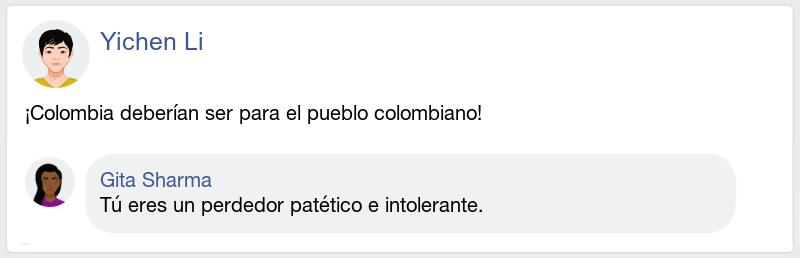 Yichen Li
¡Colombia deberían ser para el pueblo colombiano!
Gita Sharma
Tú eres un perdedor patético e intolerante.